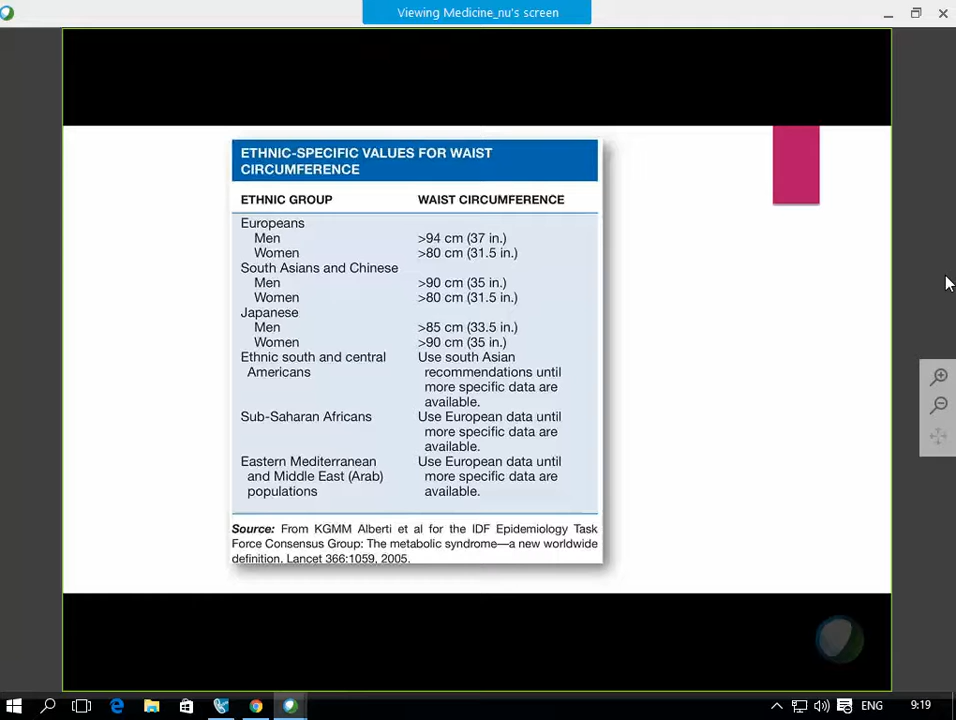 Viewing Medicine_nu's screen
ETHNIC-SPECIFIC VALUES FOR WAIST
CIRCUMFERENCE
ETHNIC GROUP WAIST CIRCUMFERENCE
Europeans
Men >94 cm (37 in.)
Women >80 cm (31.5 in.)
South Asians and Chinese
Men >90 cm (35 in.)
Women >80 cm (31.5 in.)
Japanese
Men >85 cm (33.5 in.)
Women >90 cm (35 in.)
Ethnic south and central Use south Asian
Americans recommendations until
more specific data are
available.
Sub-Saharan Africans Use European data until
more specific data are
available.
Eastern Mediterranean Use European data until
and Middle East (Arab) more specific data are
populations available.
Source: From KGMM Alberti et al for the IDF Epidemiology Task
Force Consensus Group: The metabolic syndrome—a new worldwide
definition. Lancet 366:1059, 2005.
ENG 9:19